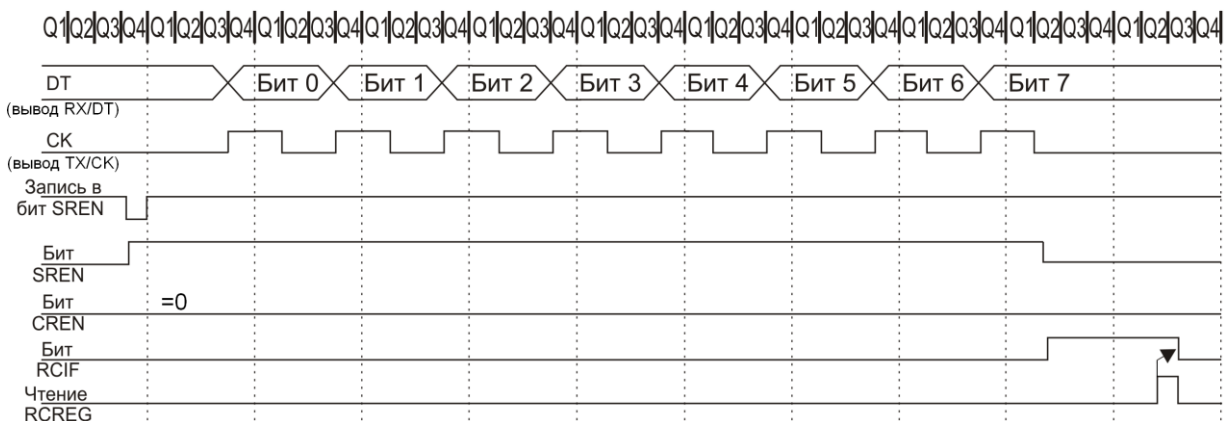 Q1 Q2 Q3 Q4 Q1 Q2 Q3 Q4 Q1 Q2 Q3 Q4 Q1 Q2 Q3 Q4 Q1 Q2 Q3 Q4 Q1 Q2 Q3 Q4 Q1 Q2 Q3 Q4 Q1 Q2 Q3 Q4 Q1 Q2 Q3 Q4 Q1 Q2 Q3 Q4 Q1 Q2 Q3 Q4
DT Бит 0 Бит 1 Бит 2 Бит 3 Бит 4 Бит 5 Бит 6 Бит 7
(вывод RX/DT)
CK
(вывод TX/CK)
Запись в
бит SREN
Бит
SREN
Бит =0
CREN
Бит
RCIF
Чтение
RCREG